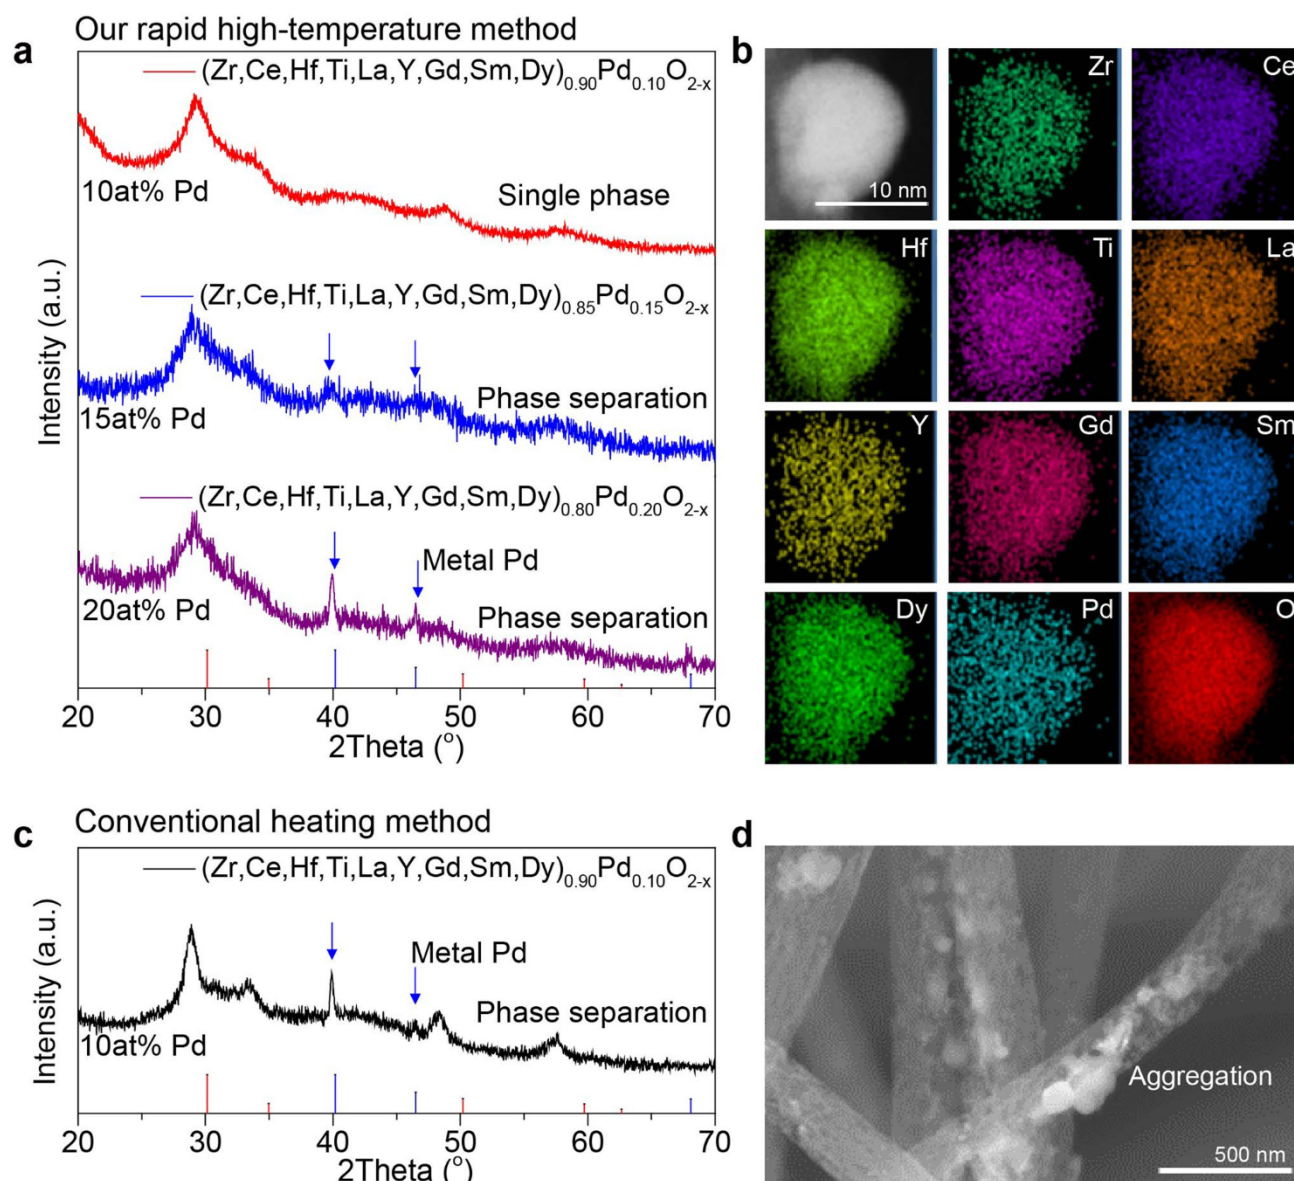 Our rapid high-temperature method
a
(Zr,Ce,Hf,Ti,La,Y,Gd,Sm,Dy)0.90Pd0.10O2-x
10at% Pd
Single phase
(Zr,Ce,Hf,Ti,La,Y,Gd,Sm,Dy)0.85Pd0.15O2-x
15at% Pd
Phase separation
(Zr,Ce,Hf,Ti,La,Y,Gd,Sm,Dy)0.80Pd0.20O2-x
Metal Pd
20at% Pd
Phase separation
Intensity (a.u.)
20 30 40 50 60 70
2Theta (°)
b
10 nm
Zr
Ce
Hf
Ti
La
Y
Gd
Sm
Dy
Pd
O
c
Conventional heating method
(Zr,Ce,Hf,Ti,La,Y,Gd,Sm,Dy)0.90Pd0.10O2-x
Metal Pd
Phase separation
10at% Pd
Intensity (a.u.)
20 30 40 50 60 70
2Theta (°)
d
Aggregation
500 nm